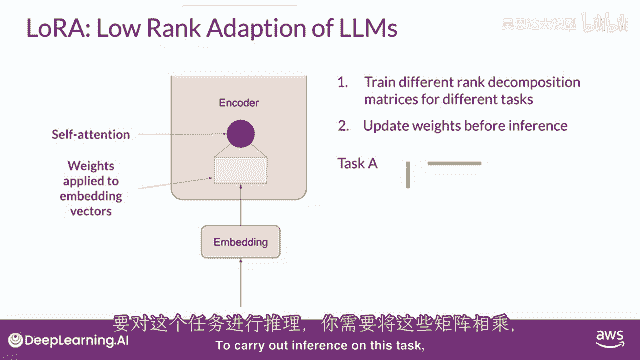 LoRA: Low Rank Adaption of LLMs
Encoder
Self-attention
Weights
applied to
embedding
vectors
Embedding
1. Train different rank decomposition
matrices for different tasks
2. Update weights before inference
Task A
要对这个任务进行推理，你需要将这些矩阵相乘，
To carry out inference on this task,
DeepLearning.AI
aws